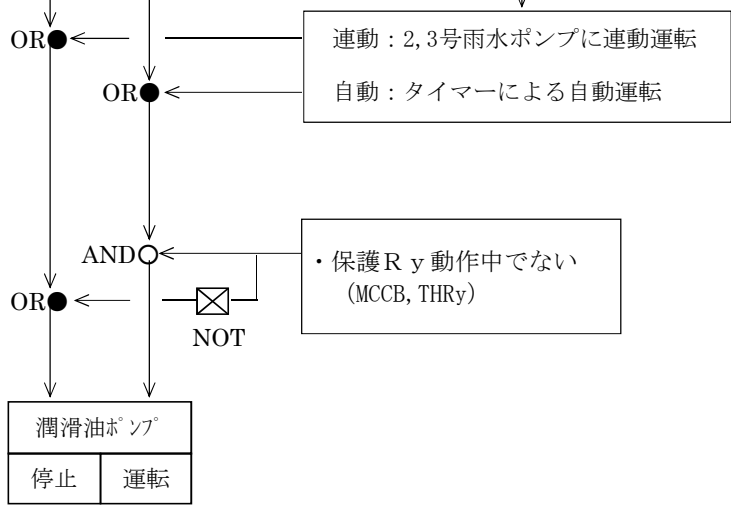 OR
連動：2,3号雨水ポンプに連動運転
OR
自動：タイマーによる自動運転
AND
・保護Ｒｙ動作中でない
(MCCB,THRy)
OR
NOT
潤滑油ﾎﾟﾝﾌﾟ
停止
運転